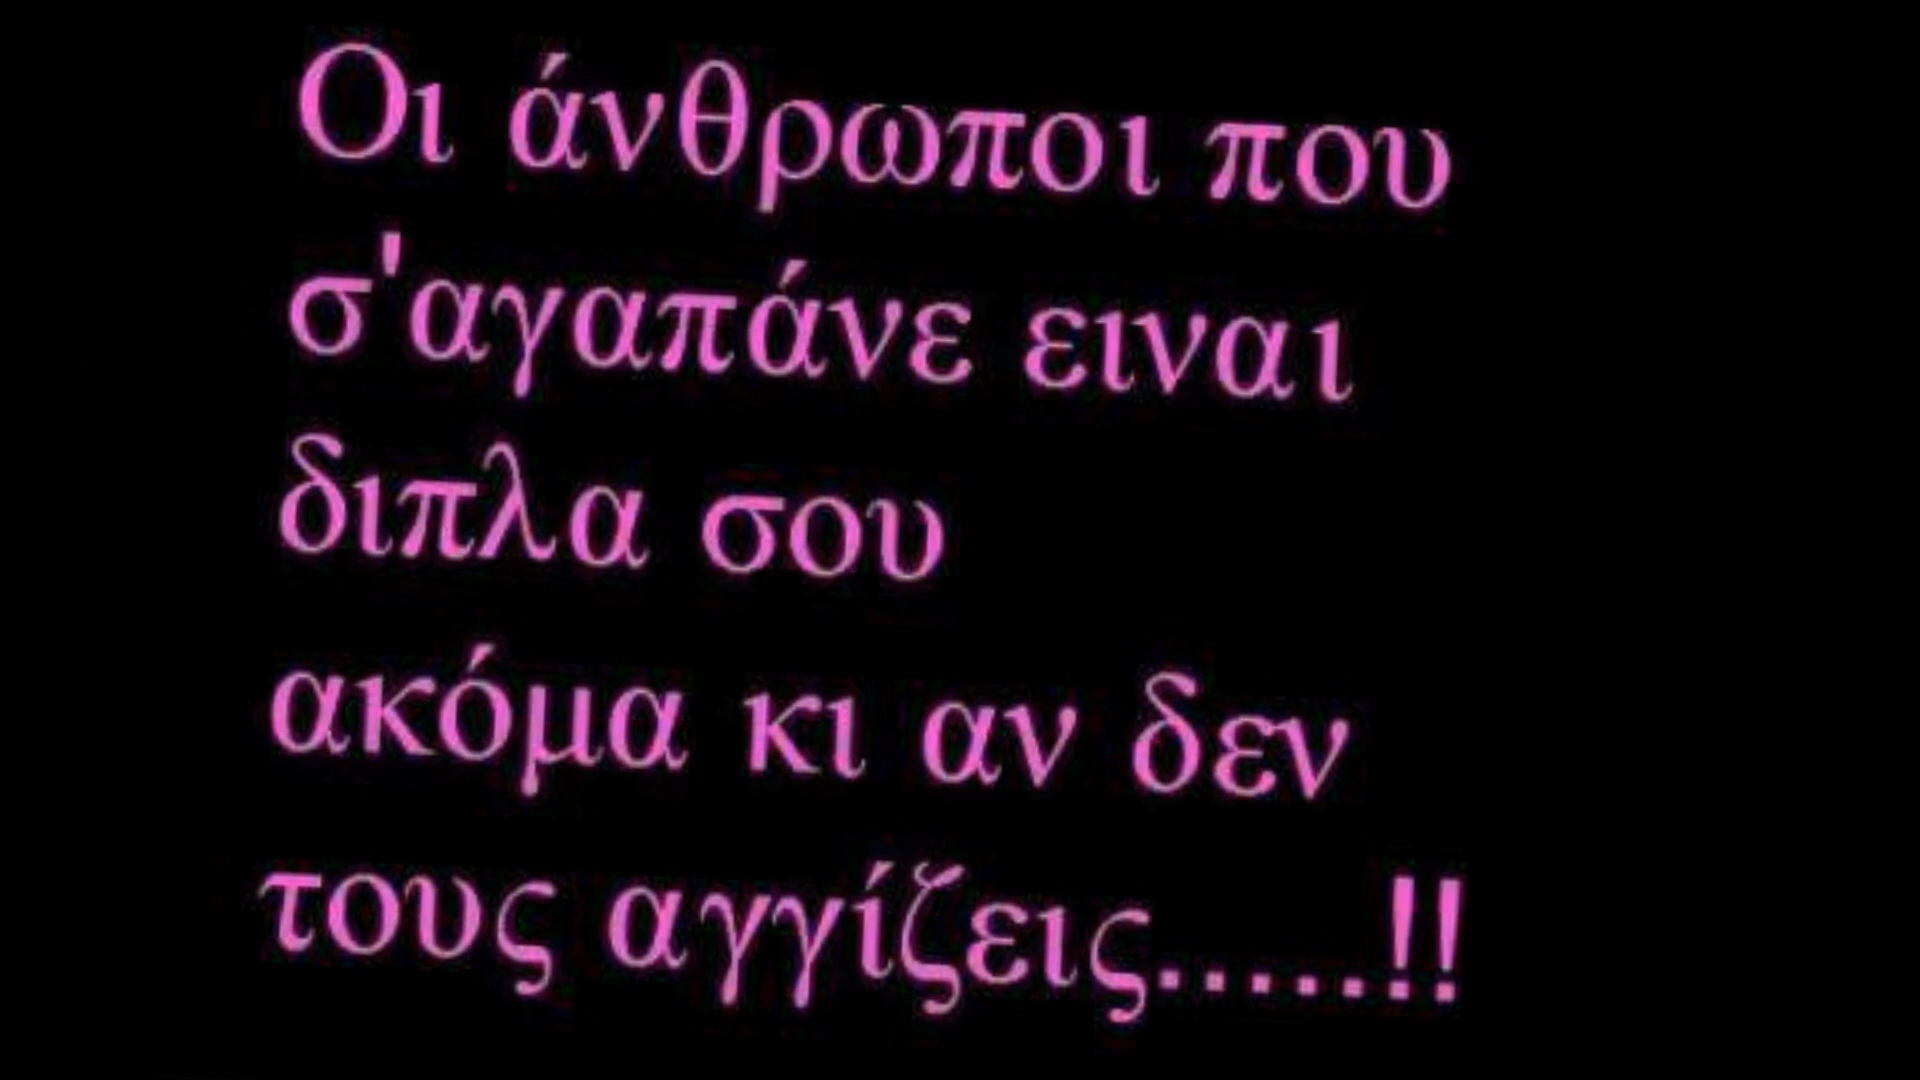 Οι άνθρωποι που
σ'αγαπάνε ειναι
διπλα σου
ακόμα κι αν δεν
τους αγγίζεις.....!!